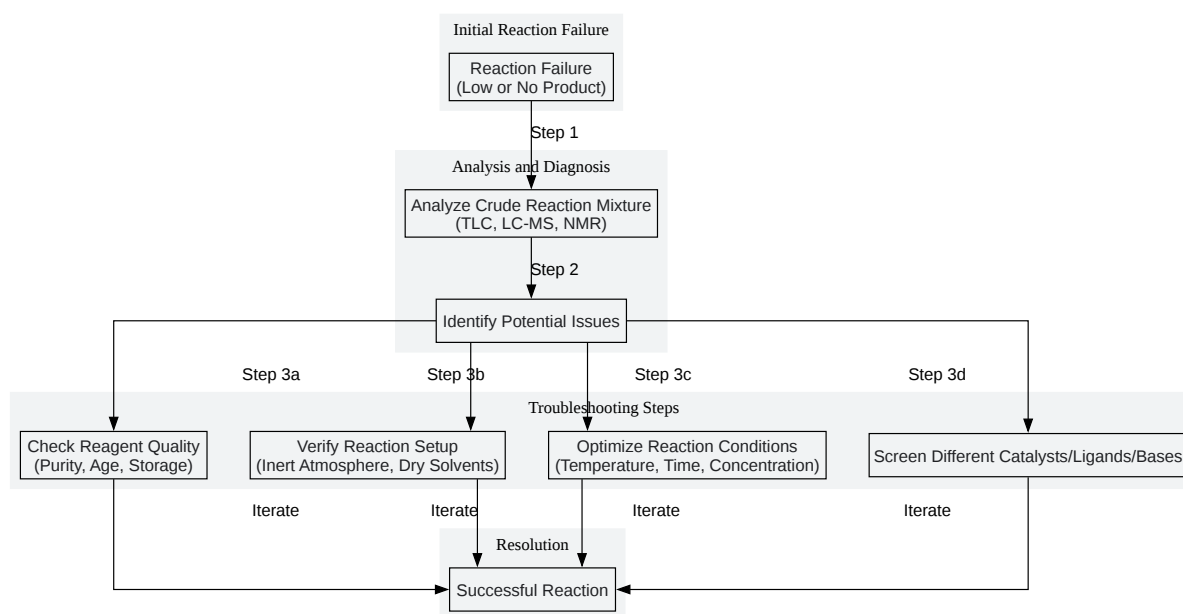 Initial Reaction Failure
Reaction Failure
(Low or No Product)
Step 1
Analysis and Diagnosis
Analyze Crude Reaction Mixture
(TLC, LC-MS, NMR)
Step 2
Identify Potential Issues
Step 3a
Step 3b
Step 3c
Step 3d
Troubleshooting Steps
Check Reagent Quality
(Purity, Age, Storage)
Verify Reaction Setup
(Inert Atmosphere, Dry Solvents)
Optimize Reaction Conditions
(Temperature, Time, Concentration)
Screen Different Catalysts/Ligands/Bases
Iterate
Iterate
Iterate
Iterate
Resolution
Successful Reaction